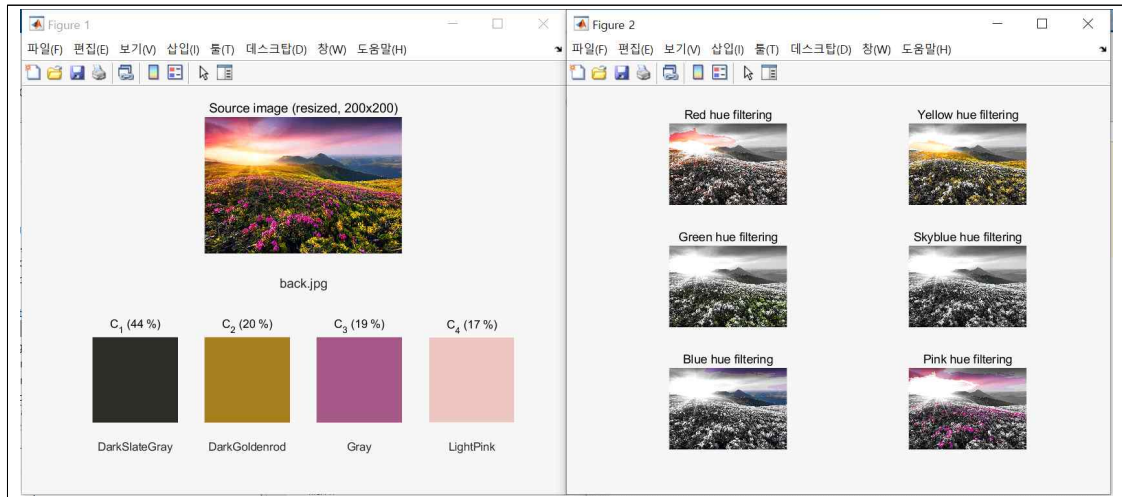 Figure 1
파일(F) 편집(E) 보기(V) 삽입(I) 툴(T) 데스크탑(D) 창(W) 도움말(H)
Source image (resized, 200x200)
back.jpg
C1 (44 %) C2 (20 %) C3 (19 %) C4 (17 %)
DarkSlateGray DarkGoldenrod Gray LightPink
Figure 2
파일(F) 편집(E) 보기(V) 삽입(I) 툴(T) 데스크탑(D) 창(W) 도움말(H)
Red hue filtering Yellow hue filtering
Green hue filtering Skyblue hue filtering
Blue hue filtering Pink hue filtering